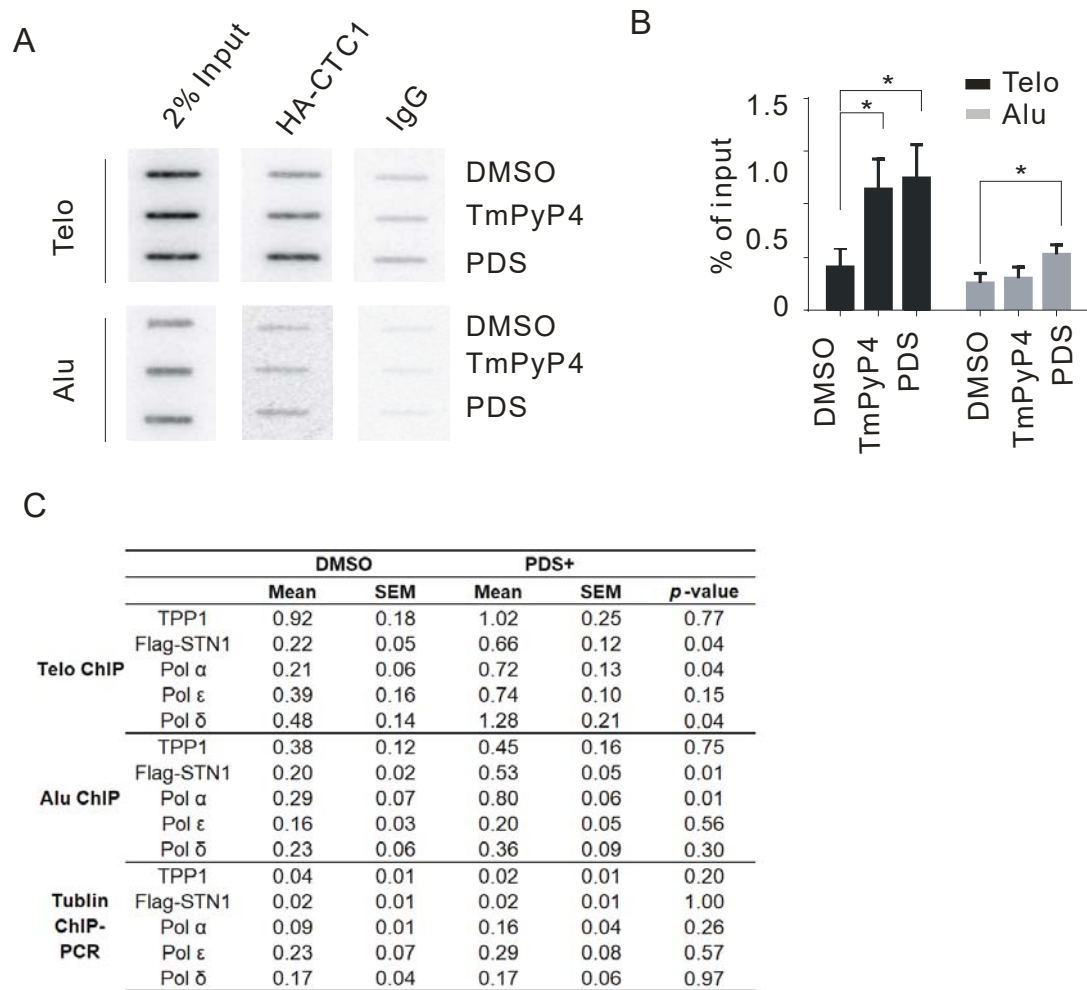 A
2% Input
HA-CTC1
IgG
Telo
DMSO
TmPyP4
PDS
Alu
DMSO
TmPyP4
PDS
B
Telo
Alu
% of input
1.5
1.0
0.5
0
*
*
*
DMSO
TmPyP4
PDS
DMSO
TmPyP4
PDS
C
DMSO PDS+
Mean SEM Mean SEM p-value
Telo ChIP
TPP1 0.92 0.18 1.02 0.25 0.77
Flag-STN1 0.22 0.05 0.66 0.12 0.04
Pol α 0.21 0.06 0.72 0.13 0.04
Pol ε 0.39 0.16 0.74 0.10 0.15
Pol δ 0.48 0.14 1.28 0.21 0.04
Alu ChIP
TPP1 0.38 0.12 0.45 0.16 0.75
Flag-STN1 0.20 0.02 0.53 0.05 0.01
Pol α 0.29 0.07 0.80 0.06 0.01
Pol ε 0.16 0.03 0.20 0.05 0.56
Pol δ 0.23 0.06 0.36 0.09 0.30
Tublin
ChIP-
PCR
TPP1 0.04 0.01 0.02 0.01 0.20
Flag-STN1 0.02 0.01 0.02 0.01 1.00
Pol α 0.09 0.01 0.16 0.04 0.26
Pol ε 0.23 0.07 0.29 0.08 0.57
Pol δ 0.17 0.04 0.17 0.06 0.97